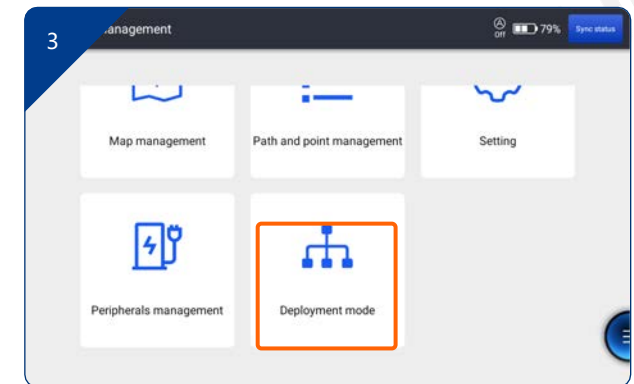 3
anagement
off 79% Sync status
Map management Path and point management Setting
Peripherals management Deployment mode